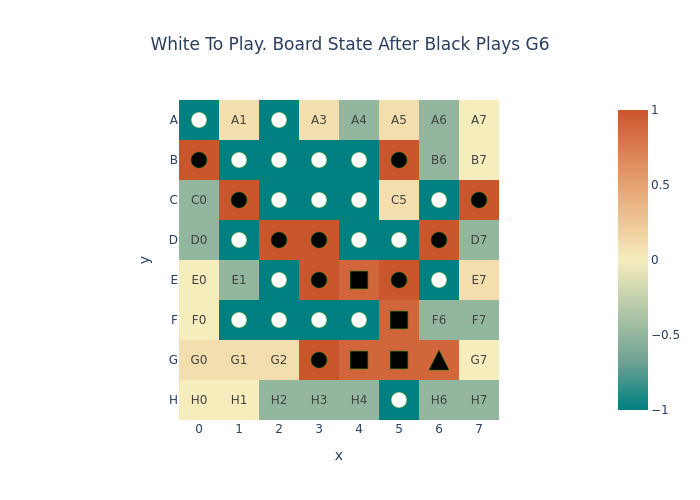 White To Play. Board State After Black Plays G6
A A1 A3 A4 A5 A6 A7
B B6 B7
C C0 C5
D D0 D7
E E0 E1 E7
F F0 F6 F7
G G0 G1 G2 G7
H H0 H1 H2 H3 H4 H6 H7
0 1 2 3 4 5 6 7
x
y
1
0.5
0
−0.5
−1